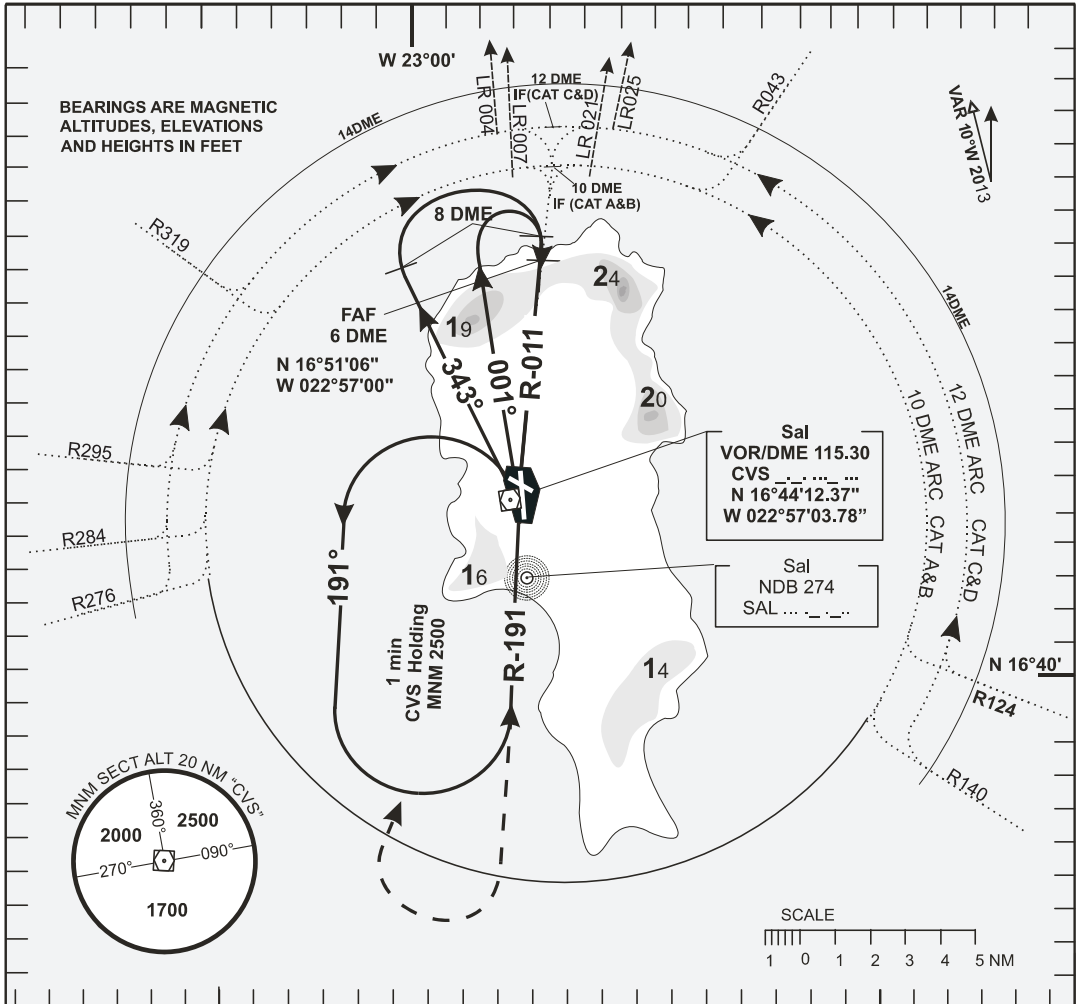 W 23°00'
BEARINGS ARE MAGNETIC
ALTITUDES, ELEVATIONS
AND HEIGHTS IN FEET
14DME
LR 004
LR 007
12 DME
IF(CAT C&D)
LR 021
LR025
R043
VAR 10°W 2013
10 DME
IF (CAT A&B)
8 DME
R319
FAF
6 DME
N 16°51'06"
W 022°57'00"
19
24
20
14DME
343°
001°
R-011
10 DME ARC CAT A&B
12 DME ARC CAT C&D
Sal
VOR/DME 115.30
CVS _._. ..._ ...
N 16°44'12.37"
W 022°57'03.78”
R295
R284
R276
191°
16
Sal
NDB 274
SAL ... ._ ._..
1 min
CVS Holding
MNM 2500
R-191
14
N 16°40'
R124
R140
MNM SECT ALT 20 NM “CVS”
360°
2000
2500
270°
090°
1700
SCALE
1 0 1 2 3 4 5 NM